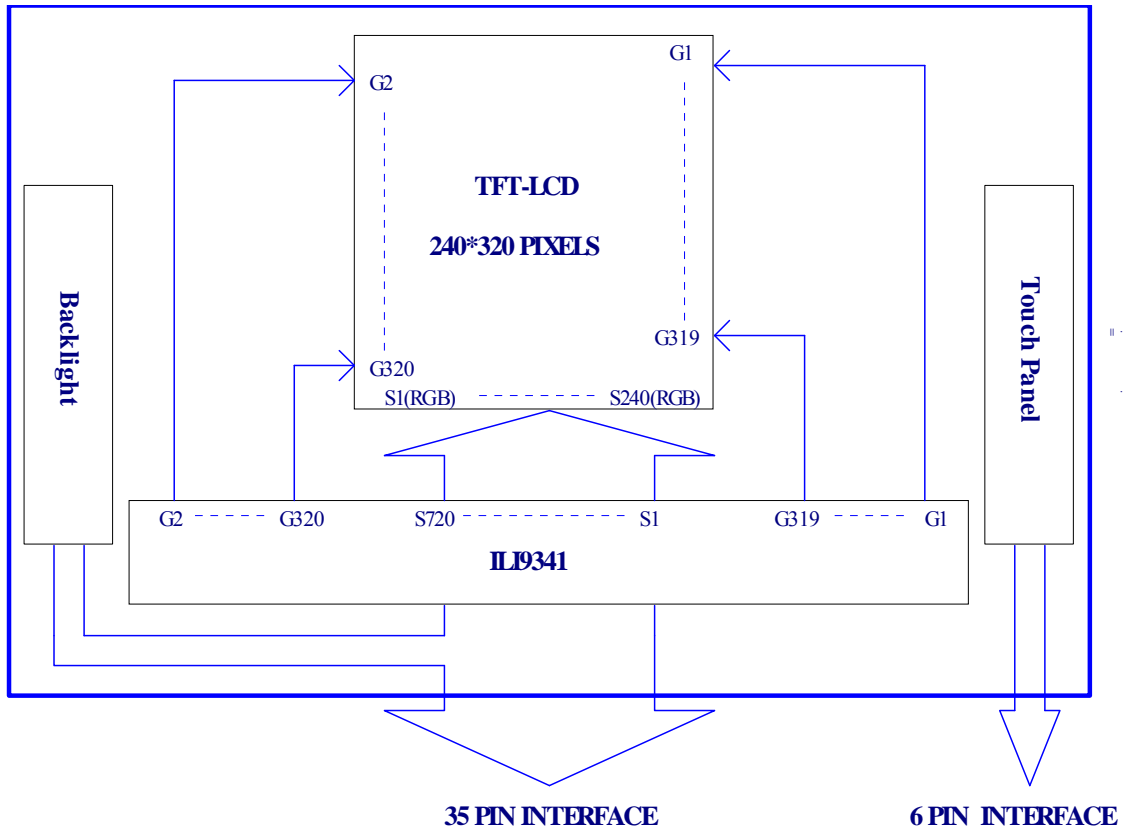 G1
G2
TFT-LCD
240*320 PIXELS
Backlight
Touch Panel
G319
G320
S1(RGB) S240(RGB)
G2 G320 S720 S1 G319 G1
ILI9341
35 PIN INTERFACE 6 PIN INTERFACE